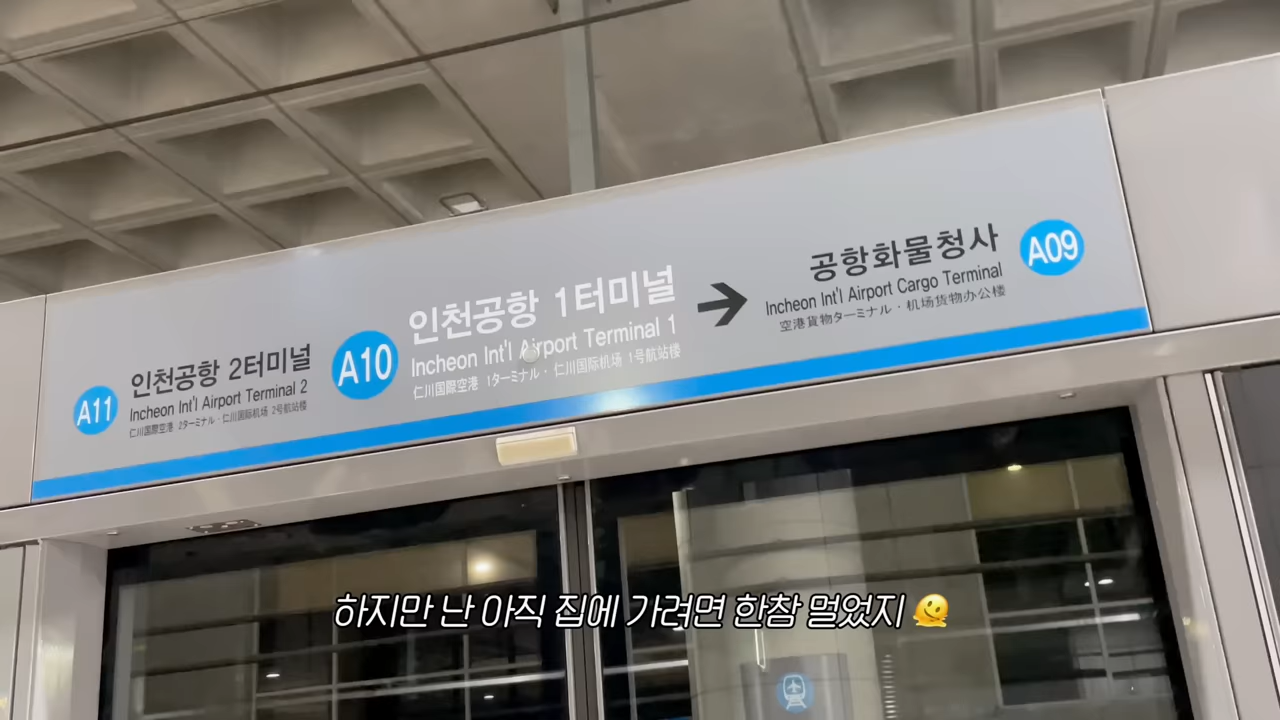 A11
인천공항 2터미널
Incheon Int'l Airport Terminal 2
仁川国際空港 2ターミナル · 仁川国际机场 2号航站楼
A10
인천공항 1터미널
Incheon Int'l Airport Terminal 1
仁川国際空港 1ターミナル · 仁川国际机场 1号航站楼
→
공항화물청사
Incheon Int'l Airport Cargo Terminal
空港貨物ターミナル · 机场货物办公楼
A09
하지만 난 아직 집에 가려면 한참 멀었지 🫠